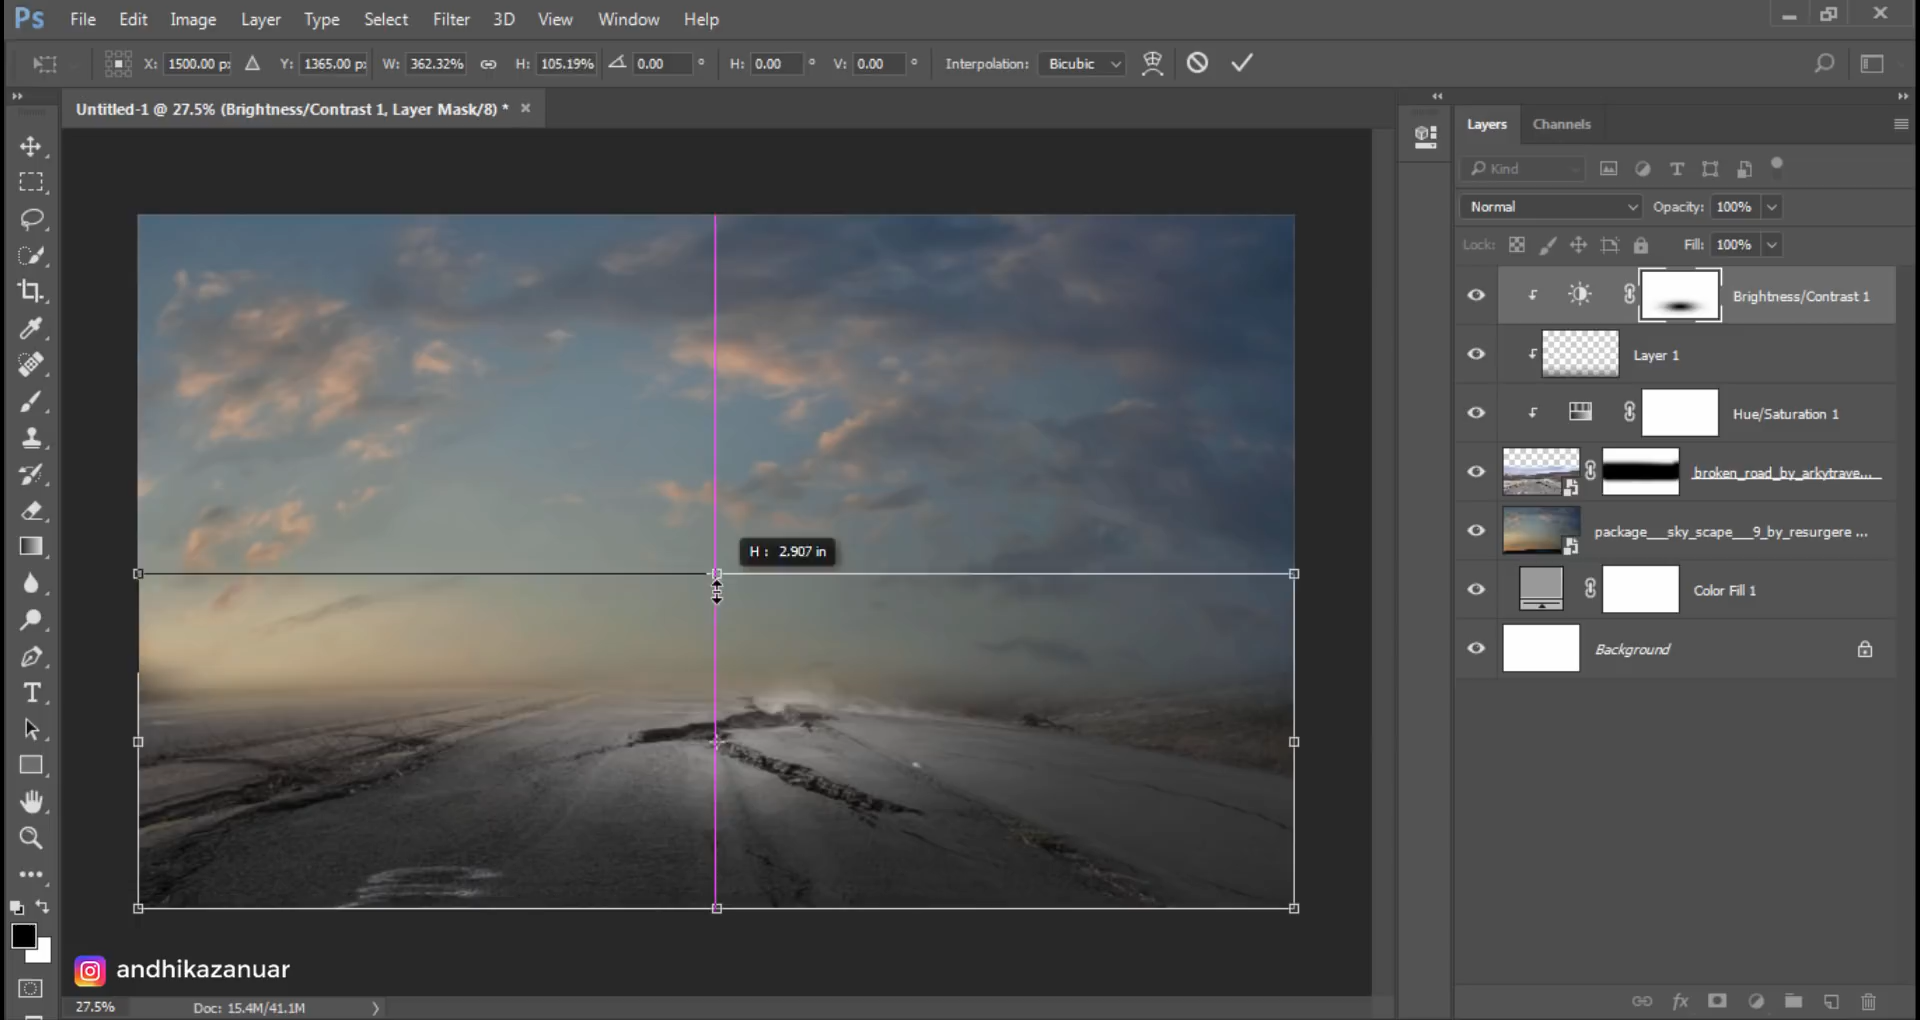 Ps File Edit Image Layer Type Select Filter 3D View Window Help
X: 1500.00 px Y: 1365.00 px W: 362.32% H: 105.19% 0.00 ° H: 0.00 ° V: 0.00 ° Interpolation: Bicubic
Untitled-1 @ 27.5% (Brightness/Contrast 1, Layer Mask/8) * ×
Layers Channels
Kind
Normal Opacity: 100%
Lock: Fill: 100%
Brightness/Contrast 1
Layer 1
Hue/Saturation 1
broken_road_by_arkytrave...
package___sky_scape___9_by_resurgere ...
Color Fill 1
Background
H : 2.907 in
andhikazanuar
27.5% Doc: 15.4M/41.1M